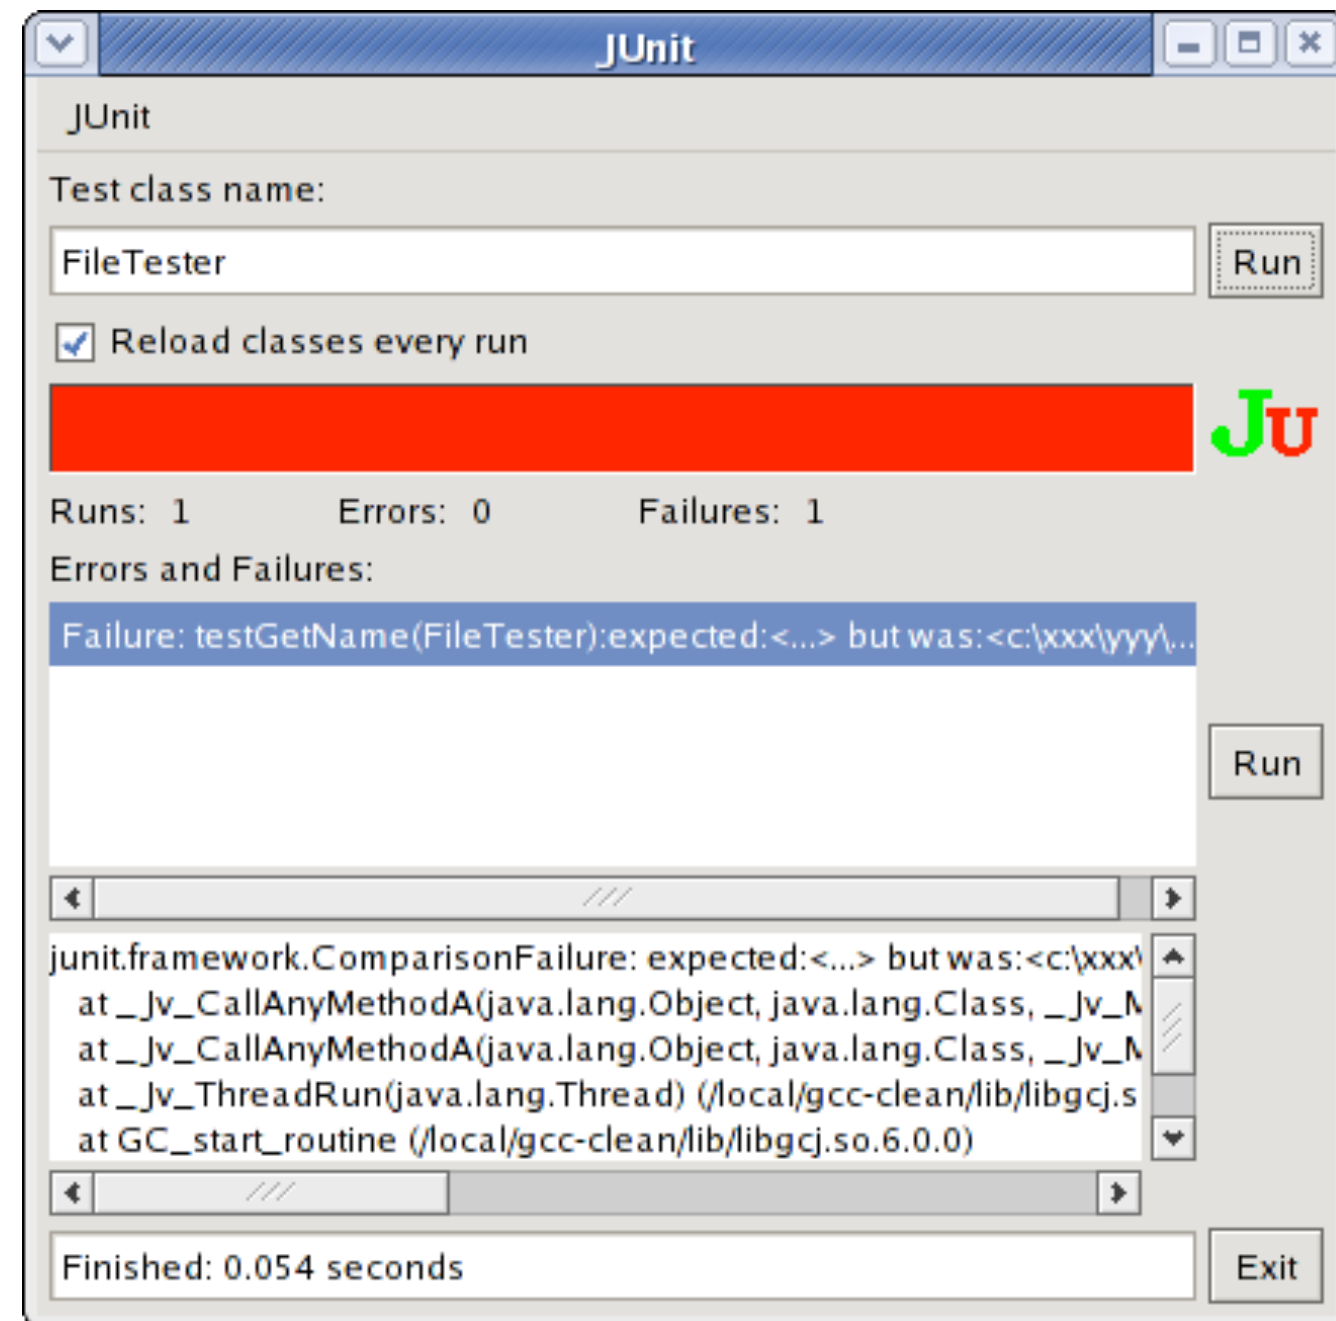 JUnit
JUnit
Test class name:
FileTester
Run
Reload classes every run
JU
Runs: 1 Errors: 0 Failures: 1
Errors and Failures:
Failure: testGetName(FileTester):expected:<...> but was:<c:\xxx\yyy\...
Run
junit.framework.ComparisonFailure: expected:<...> but was:<c:\xxx\
at _Jv_CallAnyMethodA(java.lang.Object, java.lang.Class, _Jv_M
at _Jv_CallAnyMethodA(java.lang.Object, java.lang.Class, _Jv_M
at _Jv_ThreadRun(java.lang.Thread) (/local/gcc-clean/lib/libgcj.s
at GC_start_routine (/local/gcc-clean/lib/libgcj.so.6.0.0)
Finished: 0.054 seconds
Exit